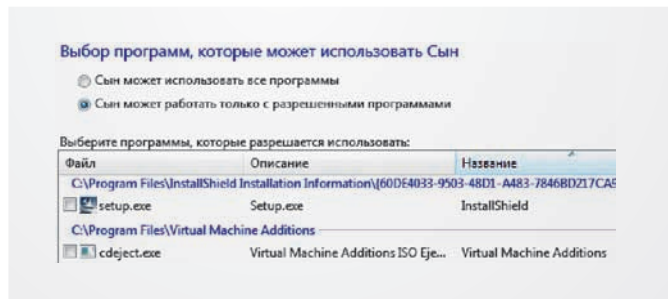 Выбор программ, которые может использовать Сын
Сын может использовать все программы
Сын может работать только с разрешенными программами
Выберите программы, которые разрешается использовать:
Файл Описание Название
C:\Program Files\InstallShield Installation Information\{60DE4033-9503-48D1-A483-7846BD217CA9
setup.exe Setup.exe InstallShield
C:\Program Files\Virtual Machine Additions
cdeject.exe Virtual Machine Additions ISO Eje... Virtual Machine Additions